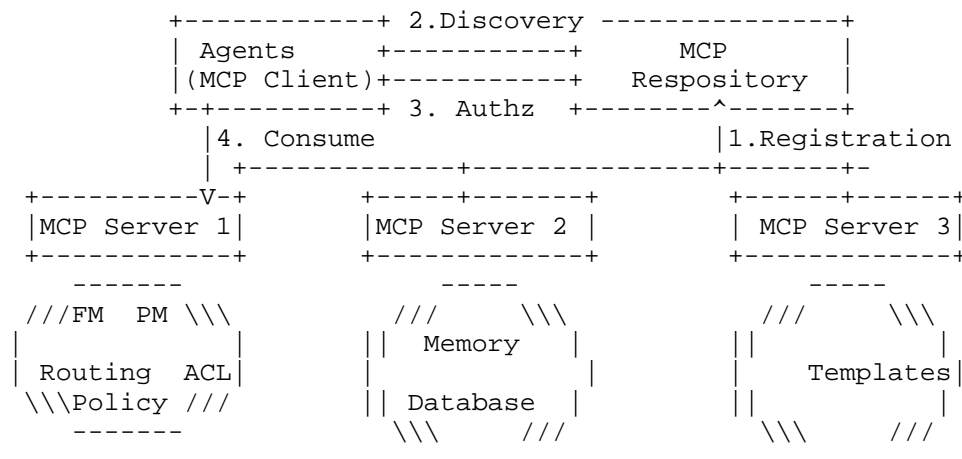 2.Discovery
Agents MCP
(MCP Client) Respository
3. Authz
4. Consume 1.Registration
MCP Server 1 MCP Server 2 MCP Server 3
FM PM
Memory
Routing ACL Templates
Policy Database